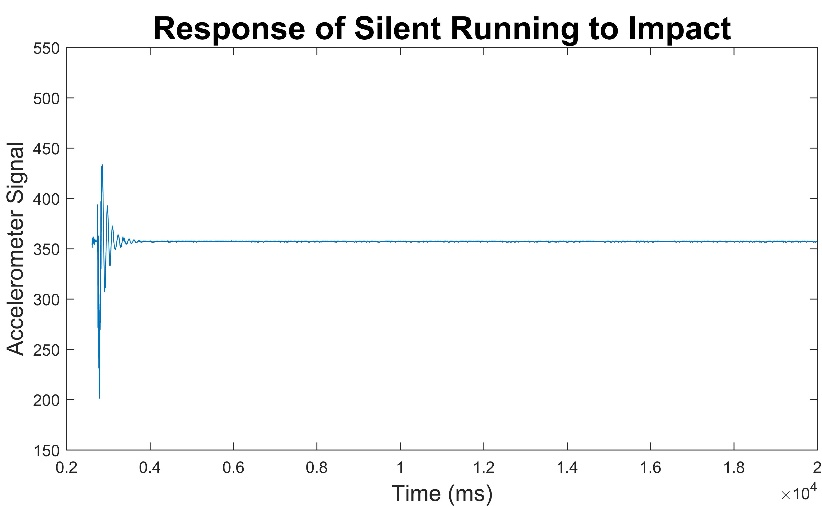 Response of Silent Running to Impact
550
500
450
400
350
300
250
200
150
Accelerometer Signal
0.2 0.4 0.6 0.8 1 1.2 1.4 1.6 1.8 2
×10⁴
Time (ms)